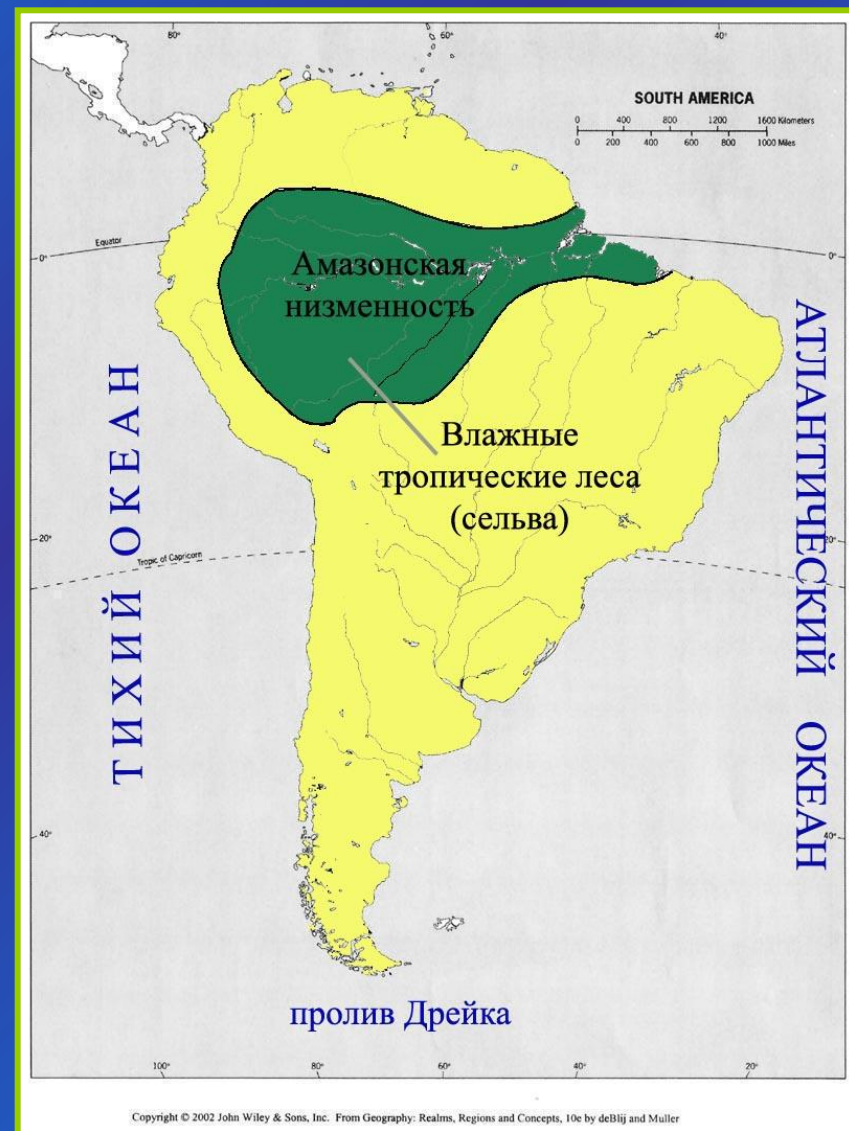 80°
60°
40°
SOUTH AMERICA
0 400 800 1200 1600 Kilometers
0 200 400 600 800 1000 Miles
Equator
0°
0°
Амазонская
низменность
ТИХИЙ ОКЕАН
АТЛАНТИЧЕСКИЙ ОКЕАН
Влажные
тропические леса
(сельва)
20°
Tropic of Capricorn
20°
40°
40°
пролив Дрейка
100°
80°
60°
40°
20°
Copyright © 2002 John Wiley & Sons, Inc. From Geography: Realms, Regions and Concepts, 10e by deBlij and Muller